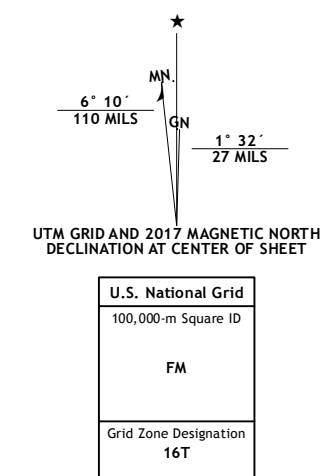 ★
MN.
6° 10´
110 MILS
GN
1° 32´
27 MILS
UTM GRID AND 2017 MAGNETIC NORTH
DECLINATION AT CENTER OF SHEET
U.S. National Grid
100,000-m Square ID
FM
Grid Zone Designation
16T